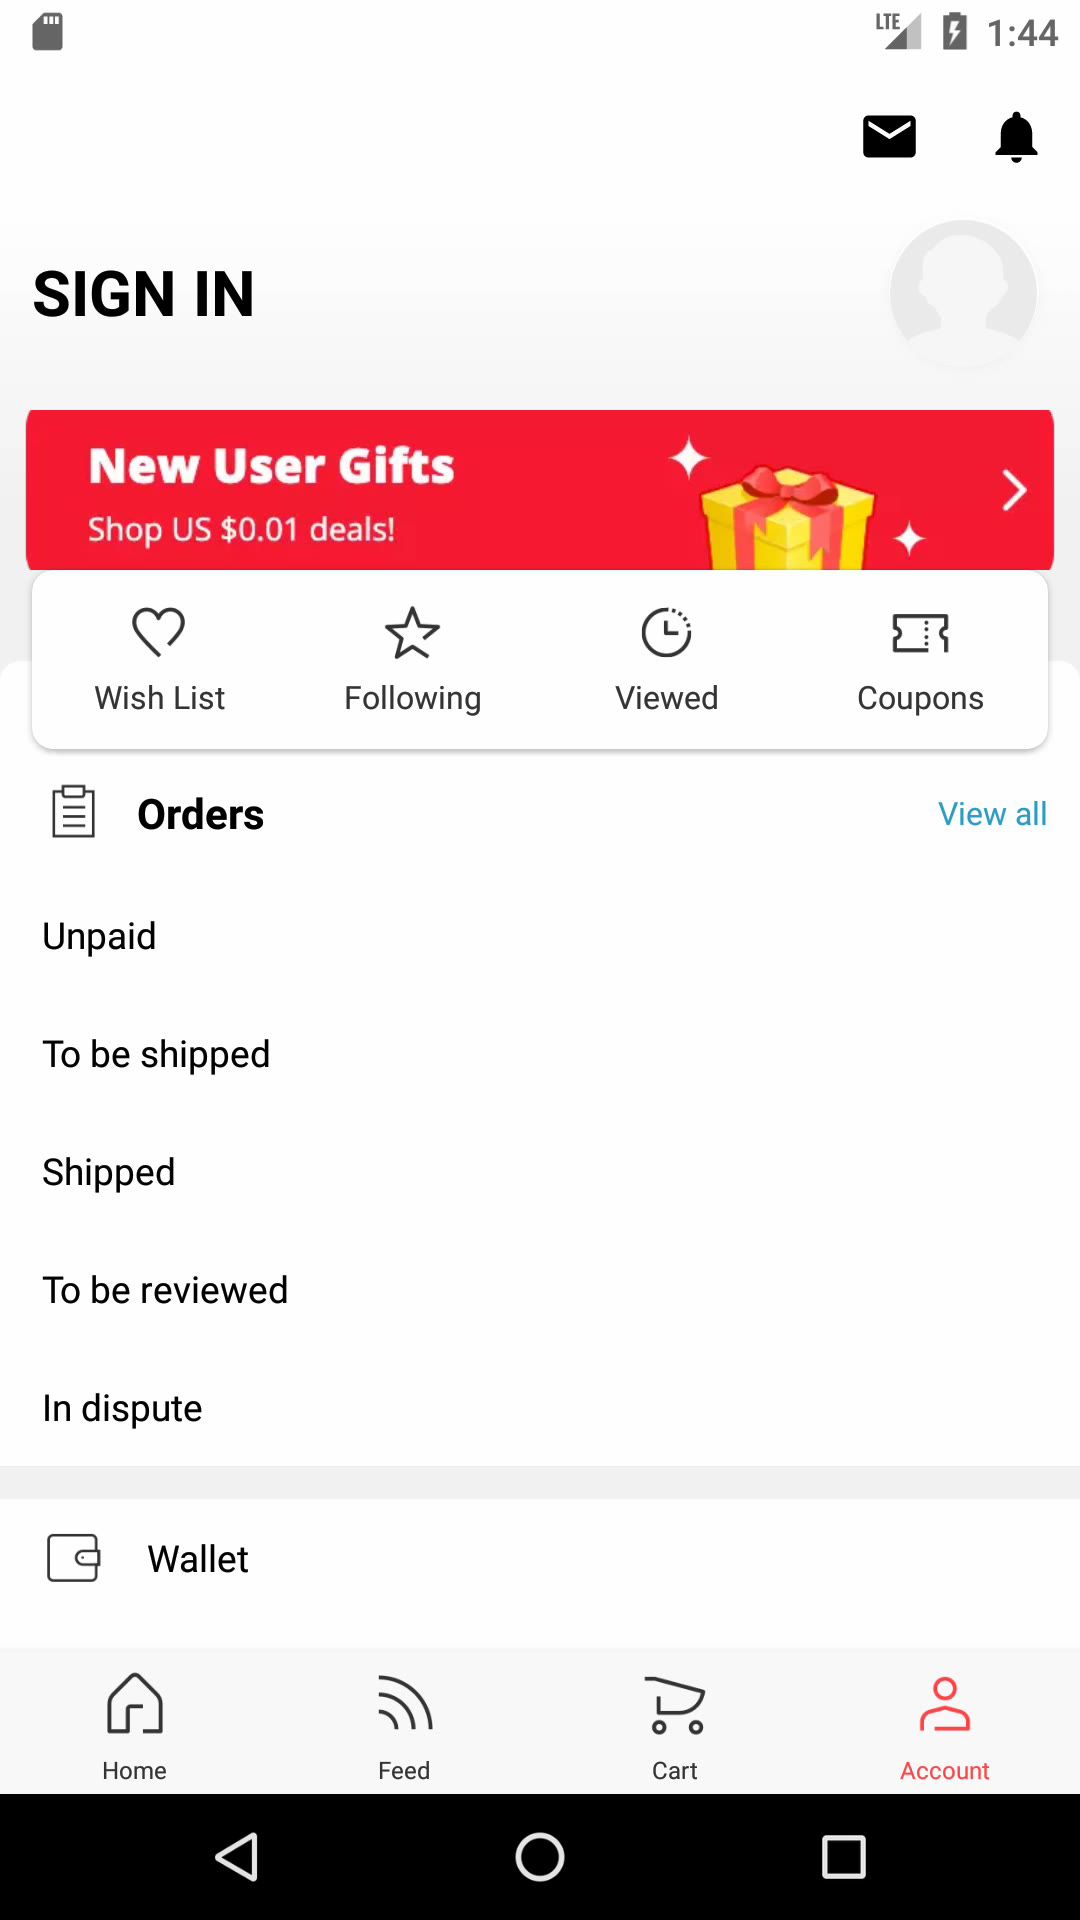 LTE 1:44
SIGN IN
New User Gifts
Shop US $0.01 deals!
Wish List Following Viewed Coupons
Orders View all
Unpaid
To be shipped
Shipped
To be reviewed
In dispute
Wallet
Home Feed Cart Account